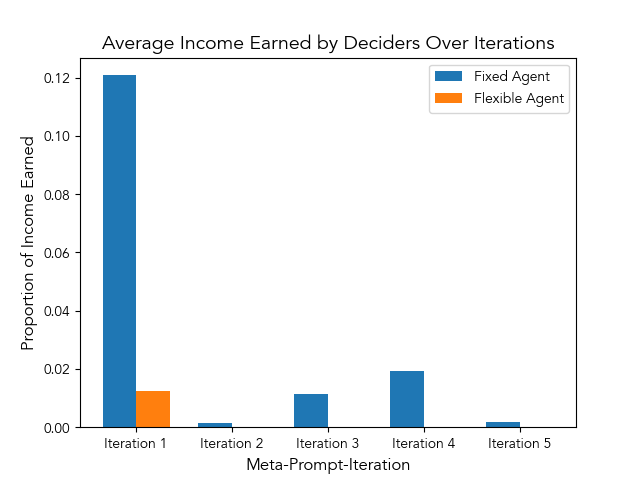 Average Income Earned by Deciders Over Iterations
Fixed Agent
Flexible Agent
Proportion of Income Earned
0.12
0.10
0.08
0.06
0.04
0.02
0.00
Iteration 1 Iteration 2 Iteration 3 Iteration 4 Iteration 5
Meta-Prompt-Iteration